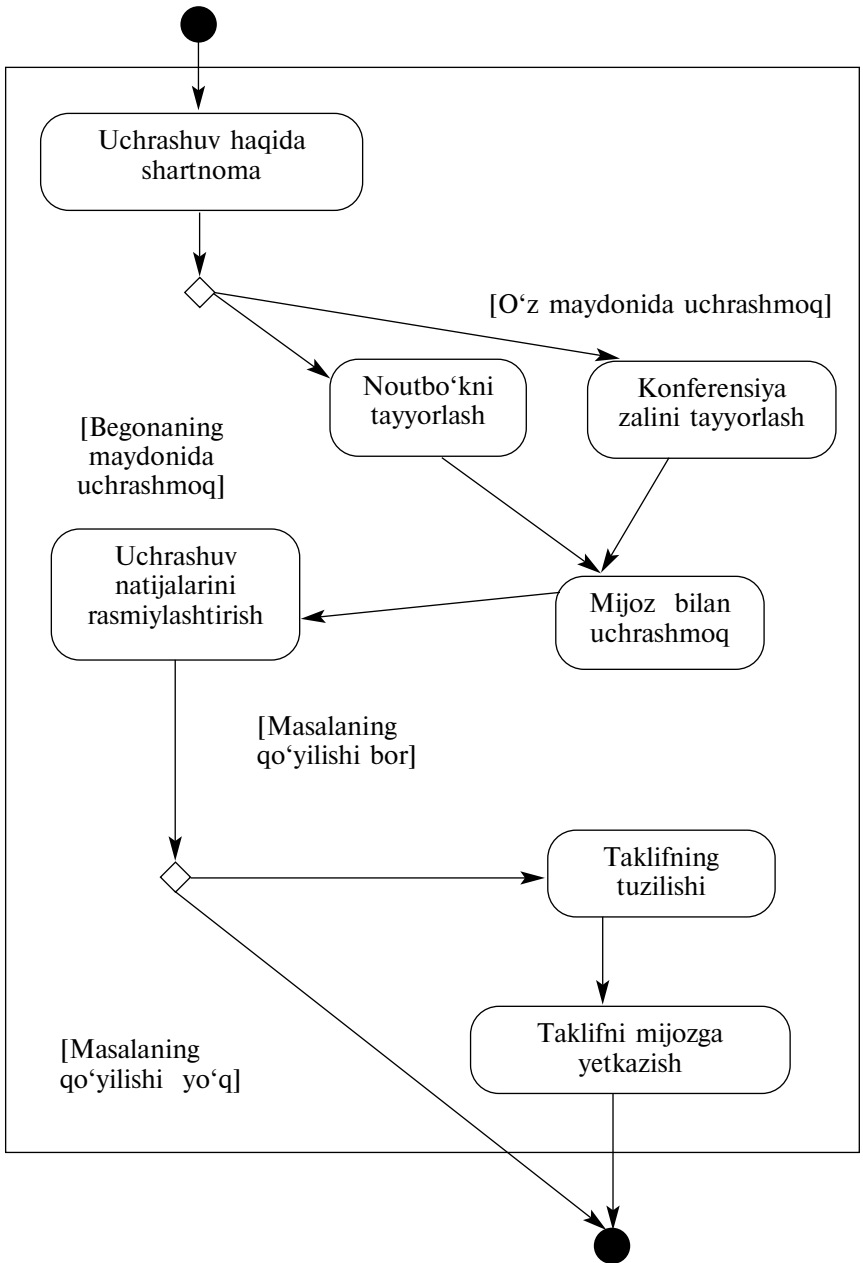 Uchrashuv haqida
shartnoma
[O‘z maydonida uchrashmoq]
Noutbo‘kni
tayyorlash
Konferensiya
zalini tayyorlash
[Begonaning
maydonida
uchrashmoq]
Uchrashuv
natijalarini
rasmiylashtirish
Mijoz bilan
uchrashmoq
[Masalaning
qo‘yilishi bor]
Taklifning
tuzilishi
Taklifni mijozga
yetkazish
[Masalaning
qo‘yilishi yo‘q]